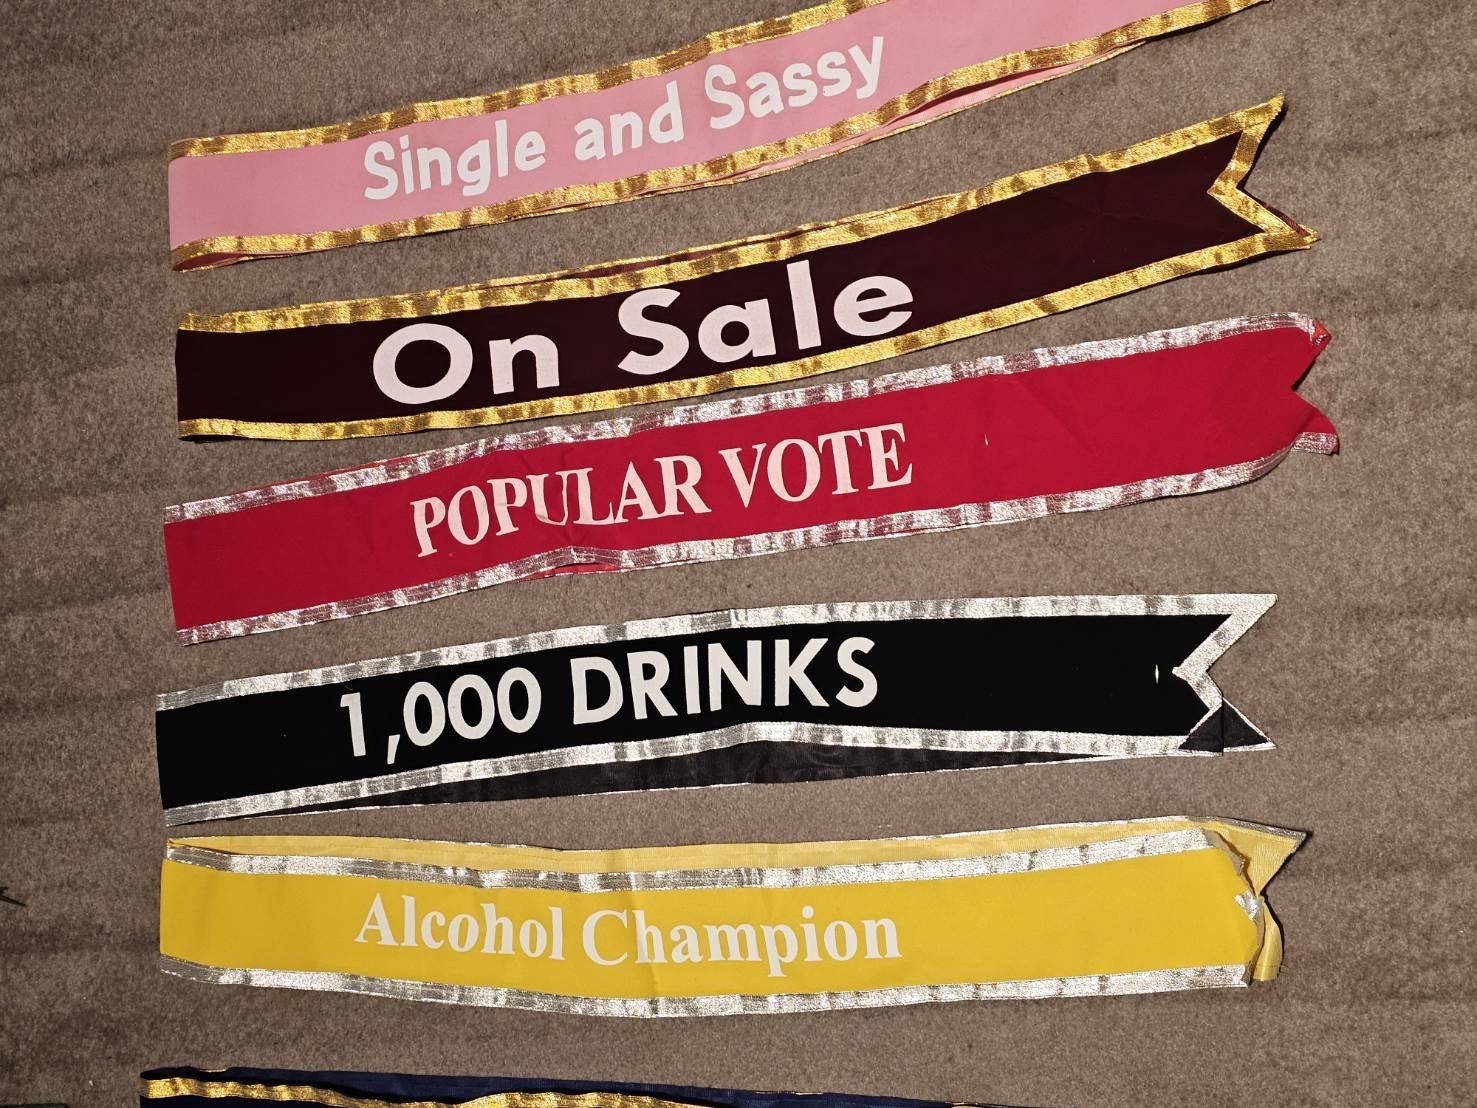 Single and Sassy
On Sale
POPULAR VOTE
1,000 DRINKS
Alcohol Champion